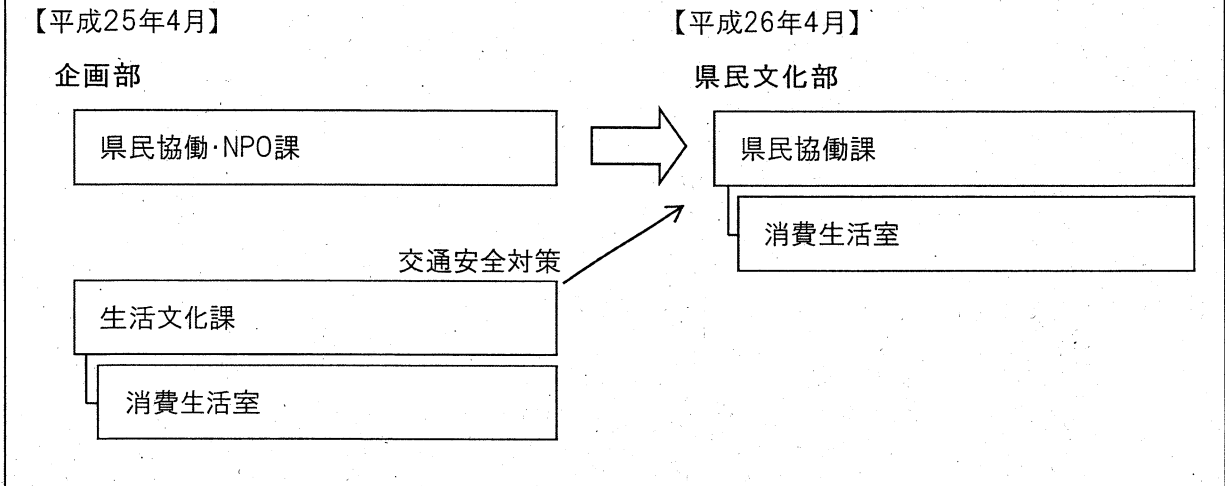 【平成25年4月】
企画部
県民協働・NPO課
交通安全対策
生活文化課
消費生活室
【平成26年4月】
県民文化部
県民協働課
消費生活室